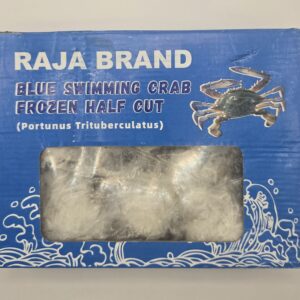 RAJA BRAND
BLUE SWIMMING CRAB
FROZEN HALF CUT
(Portunus Trituberculatus)